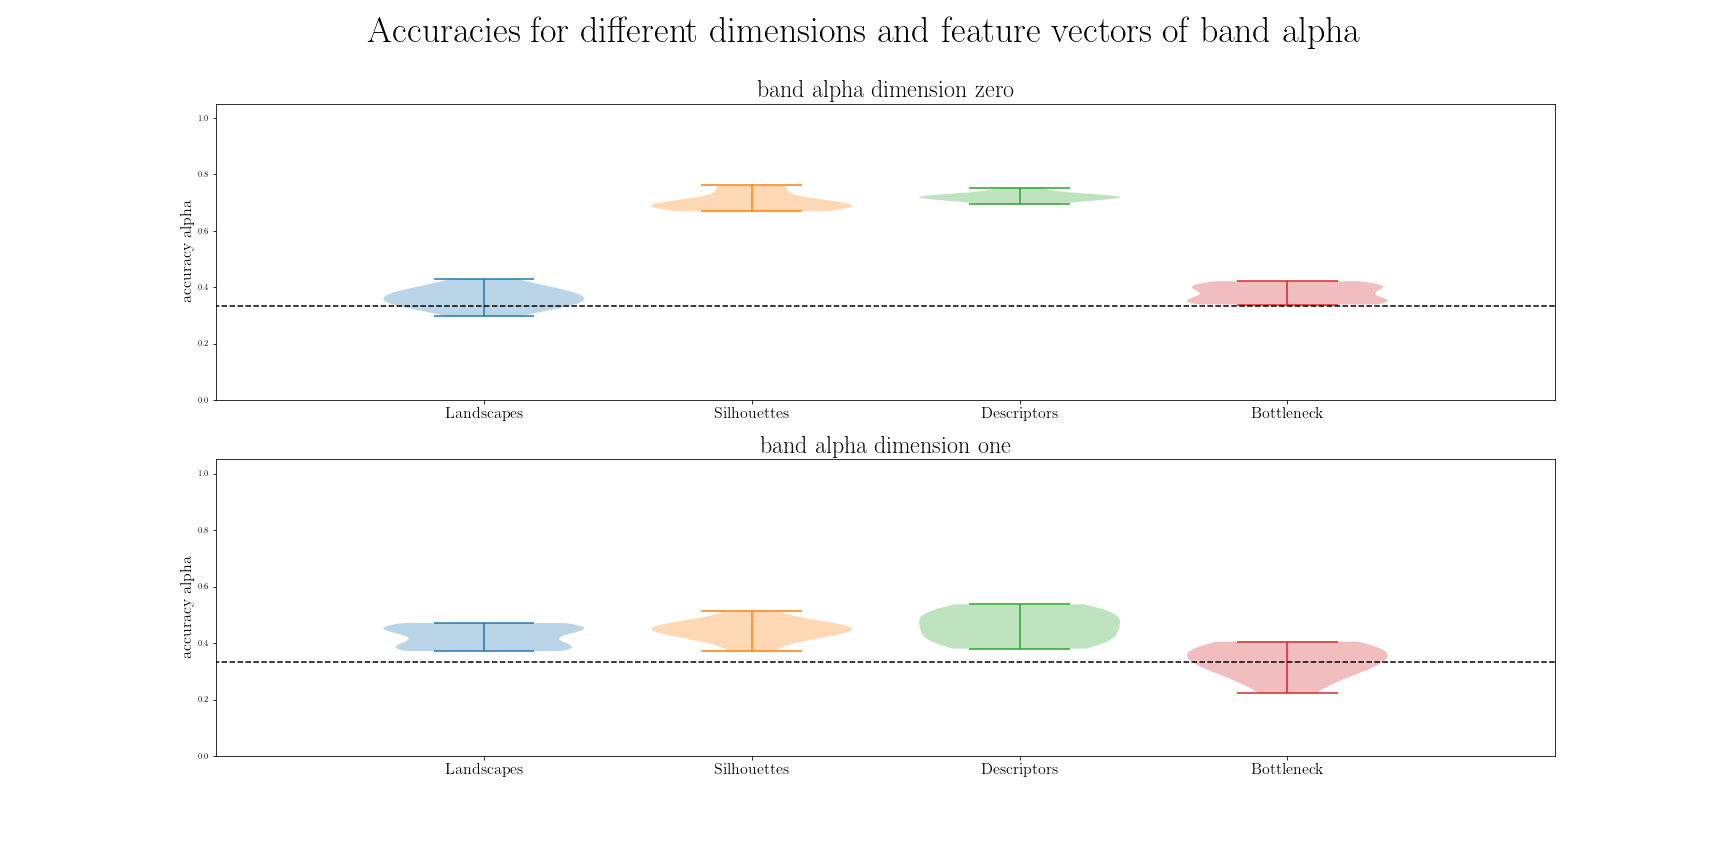 Accuracies for different dimensions and feature vectors of band alpha
band alpha dimension zero
accuracy alpha
1.0
0.8
0.6
0.4
0.2
0.0
Landscapes Silhouettes Descriptors Bottleneck
band alpha dimension one
accuracy alpha
1.0
0.8
0.6
0.4
0.2
0.0
Landscapes Silhouettes Descriptors Bottleneck